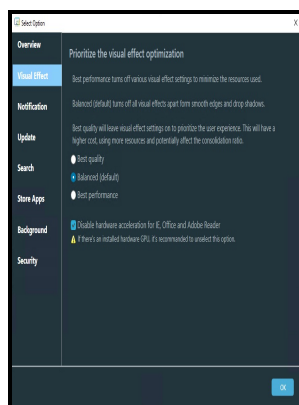 Select Option
X
Overview
Visual Effect
Notification
Update
Search
Store Apps
Background
Security
Prioritize the visual effect optimization
Best performance turns off various visual effect settings to minimize the resources used.
Balanced (default) turns off all visual effects apart form smooth edges and drop shadows.
Best quality will leave visual effect settings on to prioritize the user experience. This will have a
higher cost, using more resources and potentially affect the consolidation ratio.
Best quality
Balanced (default)
Best performance
Disable hardware acceleration for IE, Office and Adobe Reader
If there's an installed hardware GPU, it's recommanded to unselect this option.
OK